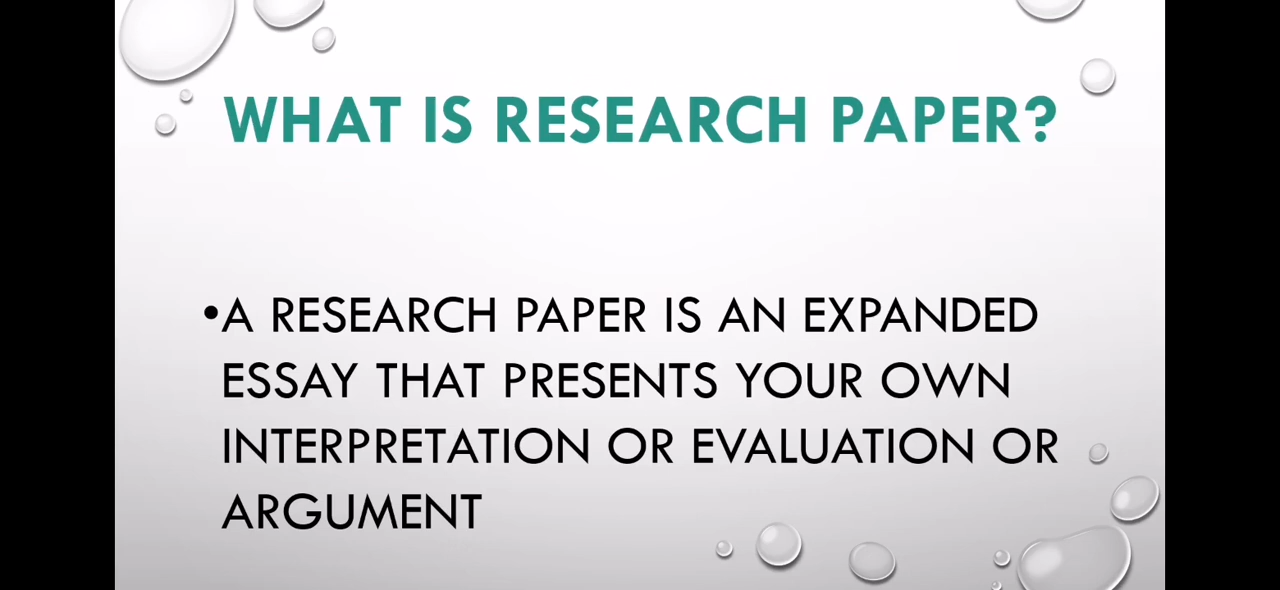 WHAT IS RESEARCH PAPER?
•A RESEARCH PAPER IS AN EXPANDED
ESSAY THAT PRESENTS YOUR OWN
INTERPRETATION OR EVALUATION OR
ARGUMENT